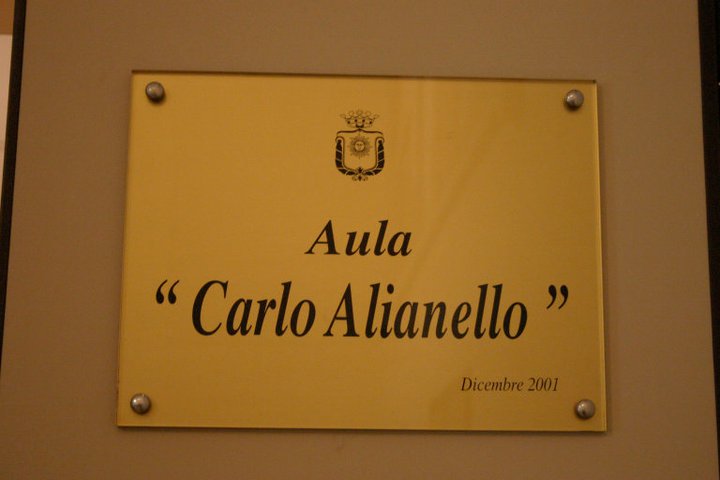 Aula
“ Carlo Alianello ”
Dicembre 2001